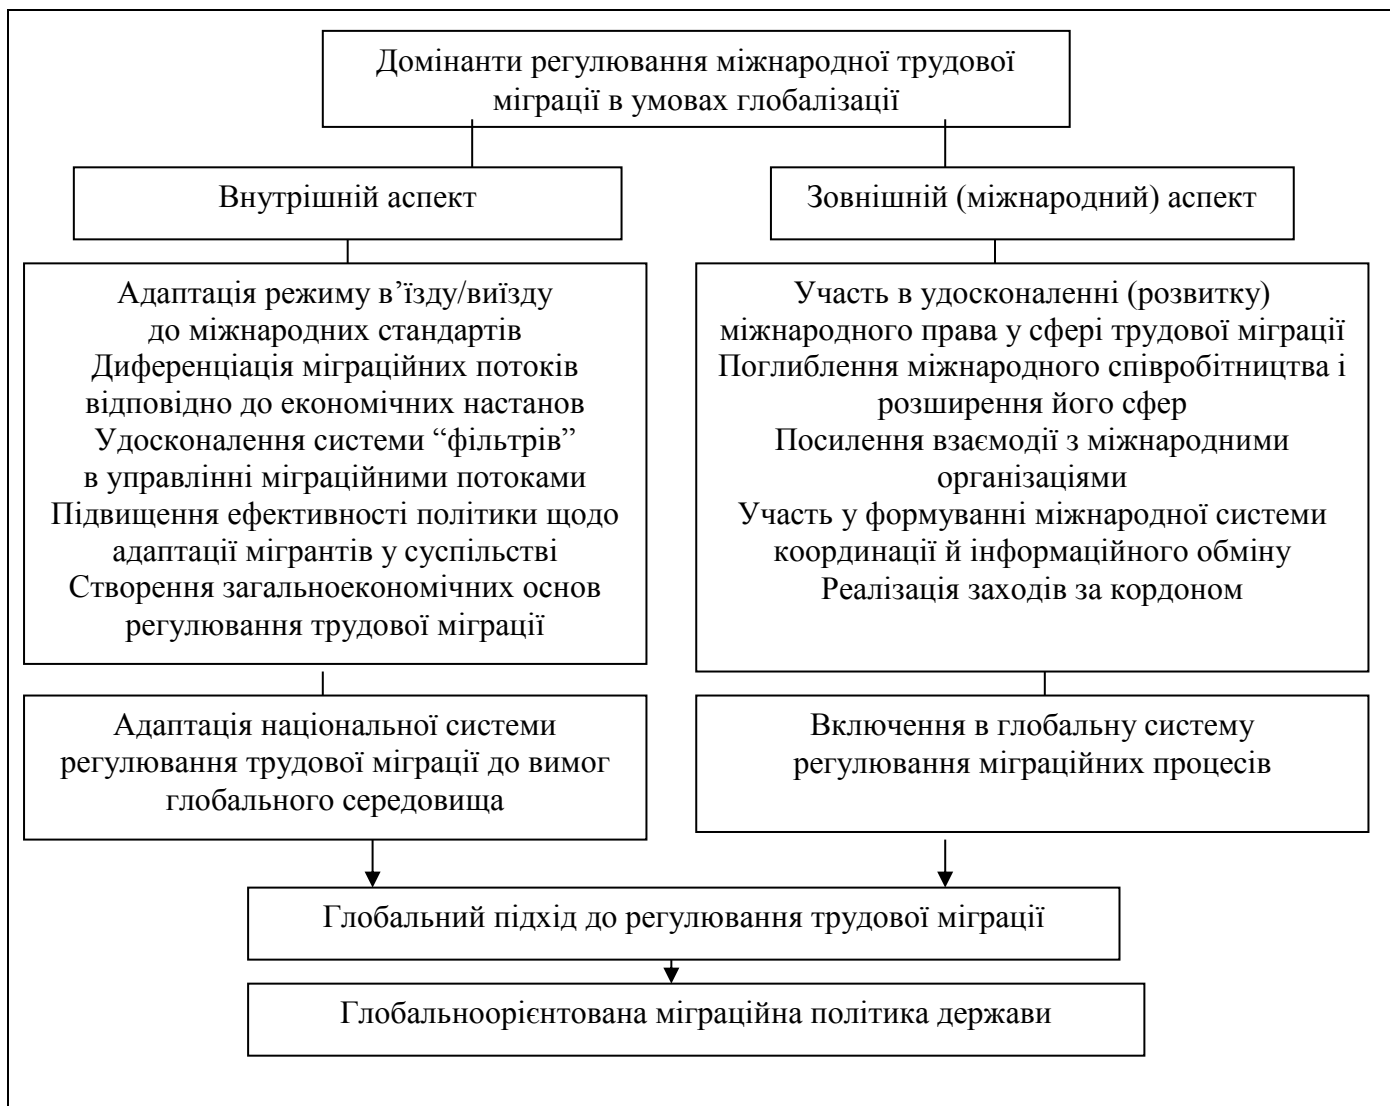 Домінанти регулювання міжнародної трудової
міграції в умовах глобалізації
Внутрішній аспект
Зовнішній (міжнародний) аспект
Адаптація режиму в’їзду/виїзду
до міжнародних стандартів
Диференціація міграційних потоків
відповідно до економічних настанов
Удосконалення системи “фільтрів”
в управлінні міграційними потоками
Підвищення ефективності політики щодо
адаптації мігрантів у суспільстві
Створення загальноекономічних основ
регулювання трудової міграції
Участь в удосконаленні (розвитку)
міжнародного права у сфері трудової міграції
Поглиблення міжнародного співробітництва і
розширення його сфер
Посилення взаємодії з міжнародними
організаціями
Участь у формуванні міжнародної системи
координації й інформаційного обміну
Реалізація заходів за кордоном
Адаптація національної системи
регулювання трудової міграції до вимог
глобального середовища
Включення в глобальну систему
регулювання міграційних процесів
Глобальний підхід до регулювання трудової міграції
Глобальноорієнтована міграційна політика держави